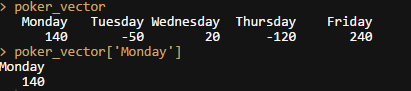 > poker_vector
Monday Tuesday Wednesday Thursday Friday
140 -50 20 -120 240
> poker_vector['Monday']
Monday
140